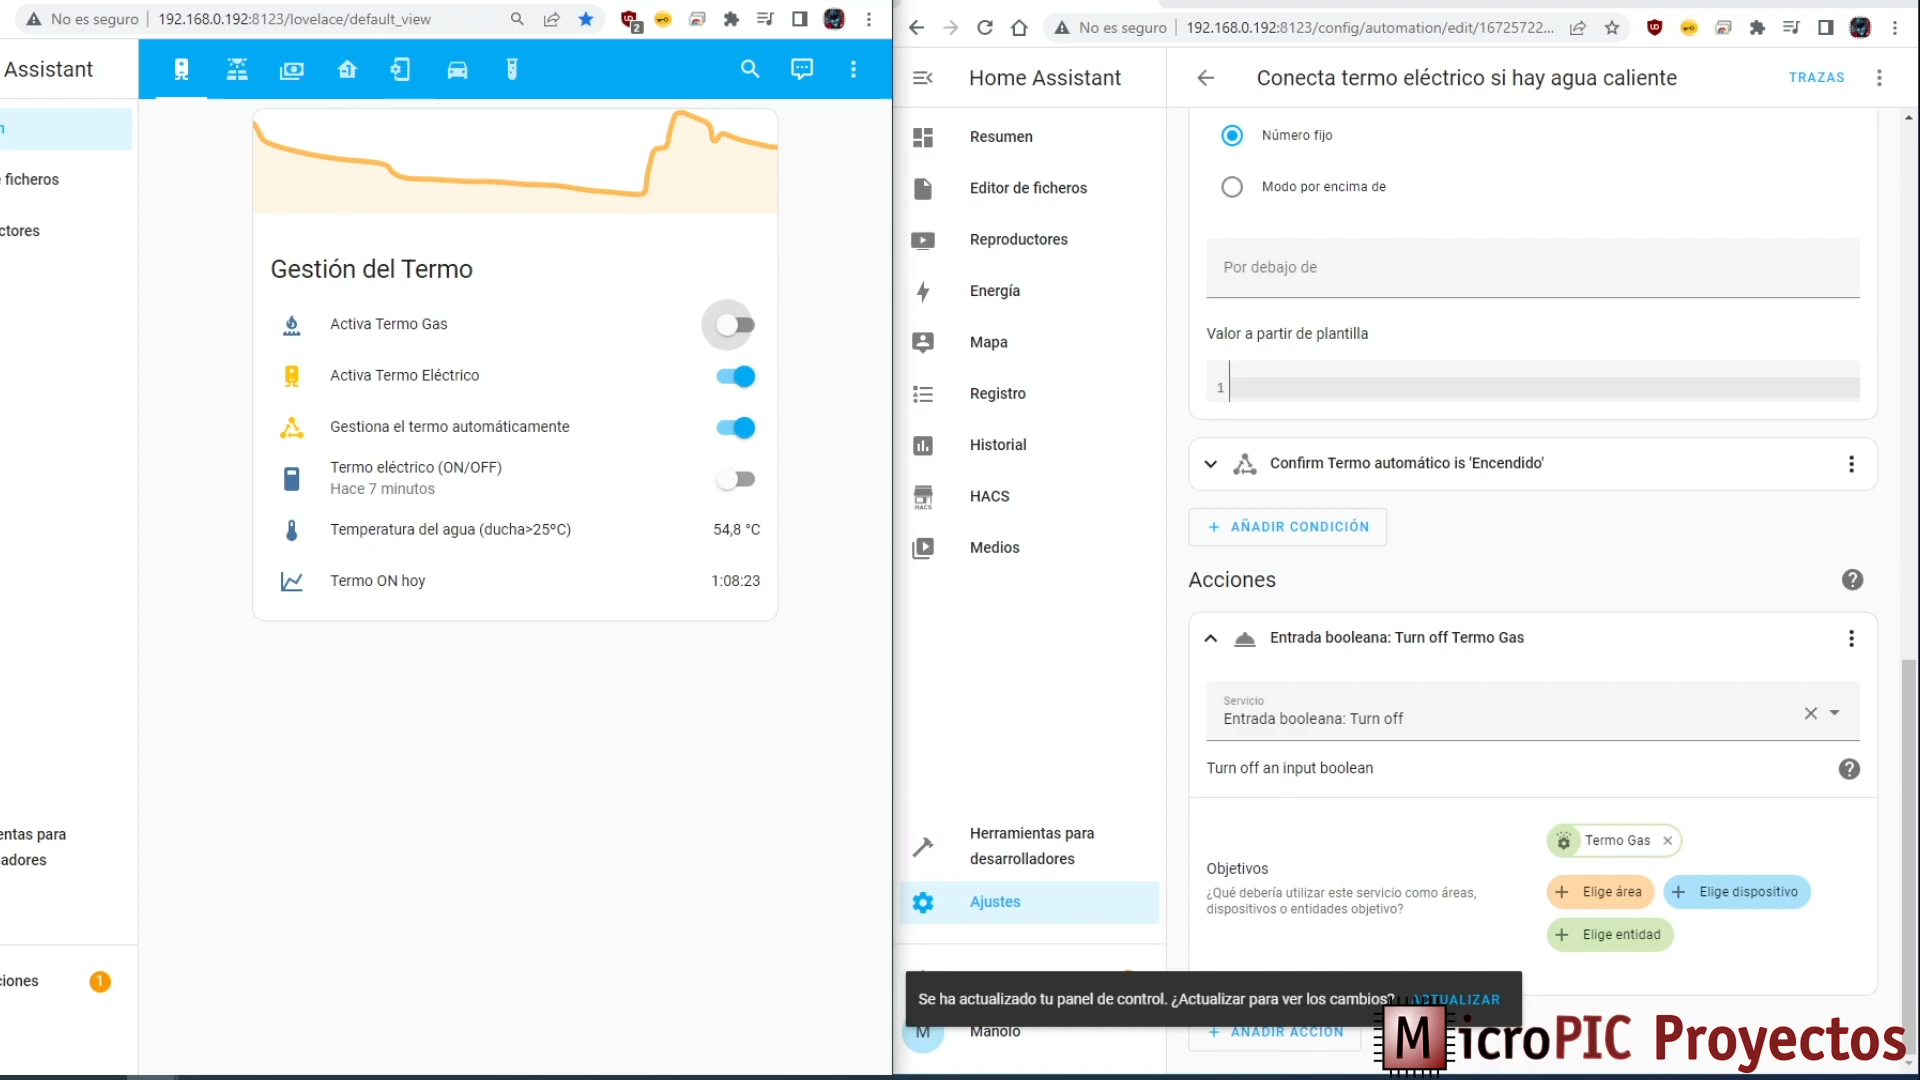 No es seguro
192.168.0.192:8123/lovelace/default_view
2
Assistant
n
ficheros
ctores
entas para
adores
ciones
1
Gestión del Termo
Activa Termo Gas
Activa Termo Eléctrico
Gestiona el termo automáticamente
Termo eléctrico (ON/OFF)
Hace 7 minutos
Temperatura del agua (ducha>25ºC)
54,8 °C
Termo ON hoy
1:08:23
No es seguro
192.168.0.192:8123/config/automation/edit/16725722...
Home Assistant
Resumen
Editor de ficheros
Reproductores
Energía
Mapa
Registro
Historial
HACS
HACS
Medios
Herramientas para
desarrolladores
Ajustes
M
Manolo
Conecta termo eléctrico si hay agua caliente
TRAZAS
Número fijo
Modo por encima de
Por debajo de
Valor a partir de plantilla
1
Confirm Termo automático is 'Encendido'
+ AÑADIR CONDICIÓN
Acciones
Entrada booleana: Turn off Termo Gas
Servicio
Entrada booleana: Turn off
Turn off an input boolean
Objetivos
¿Qué debería utilizar este servicio como áreas,
dispositivos o entidades objetivo?
Termo Gas
+ Elige área
+ Elige dispositivo
+ Elige entidad
Se ha actualizado tu panel de control. ¿Actualizar para ver los cambios?
ACTUALIZAR
+ AÑADIR ACCIÓN
MicroPIC Proyectos